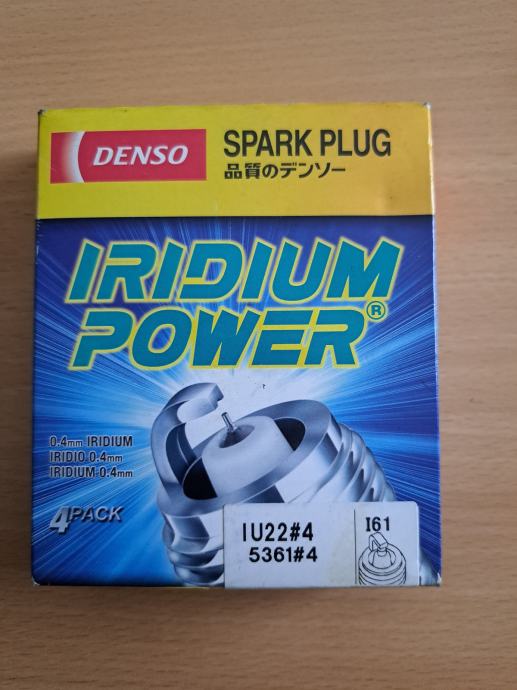 DENSO
SPARK PLUG
品質のデンソー
IRIDIUM
POWER®
0.4mm IRIDIUM
IRIDIO 0.4mm
IRIDIUM 0.4mm
4PACK
IU22#4
5361#4
I61